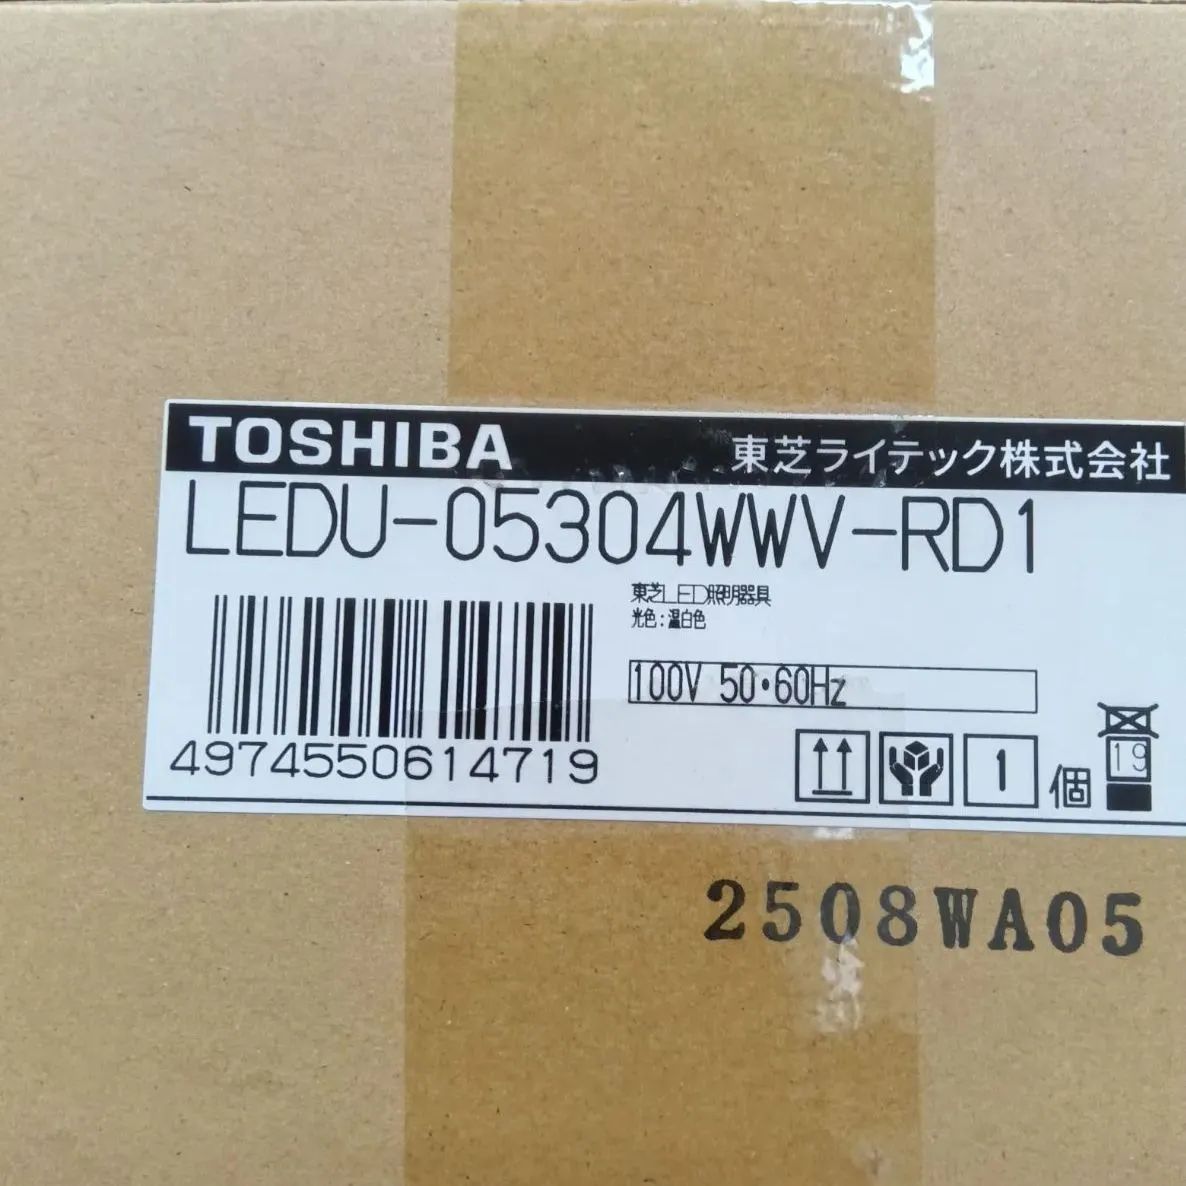 TOSHIBA 東芝ライテック株式会社
LEDU-05304WWV-RD1
東芝LED照明器具
光色:温白色
100V 50・60Hz
4974550614719
1 個
19
2508WA05